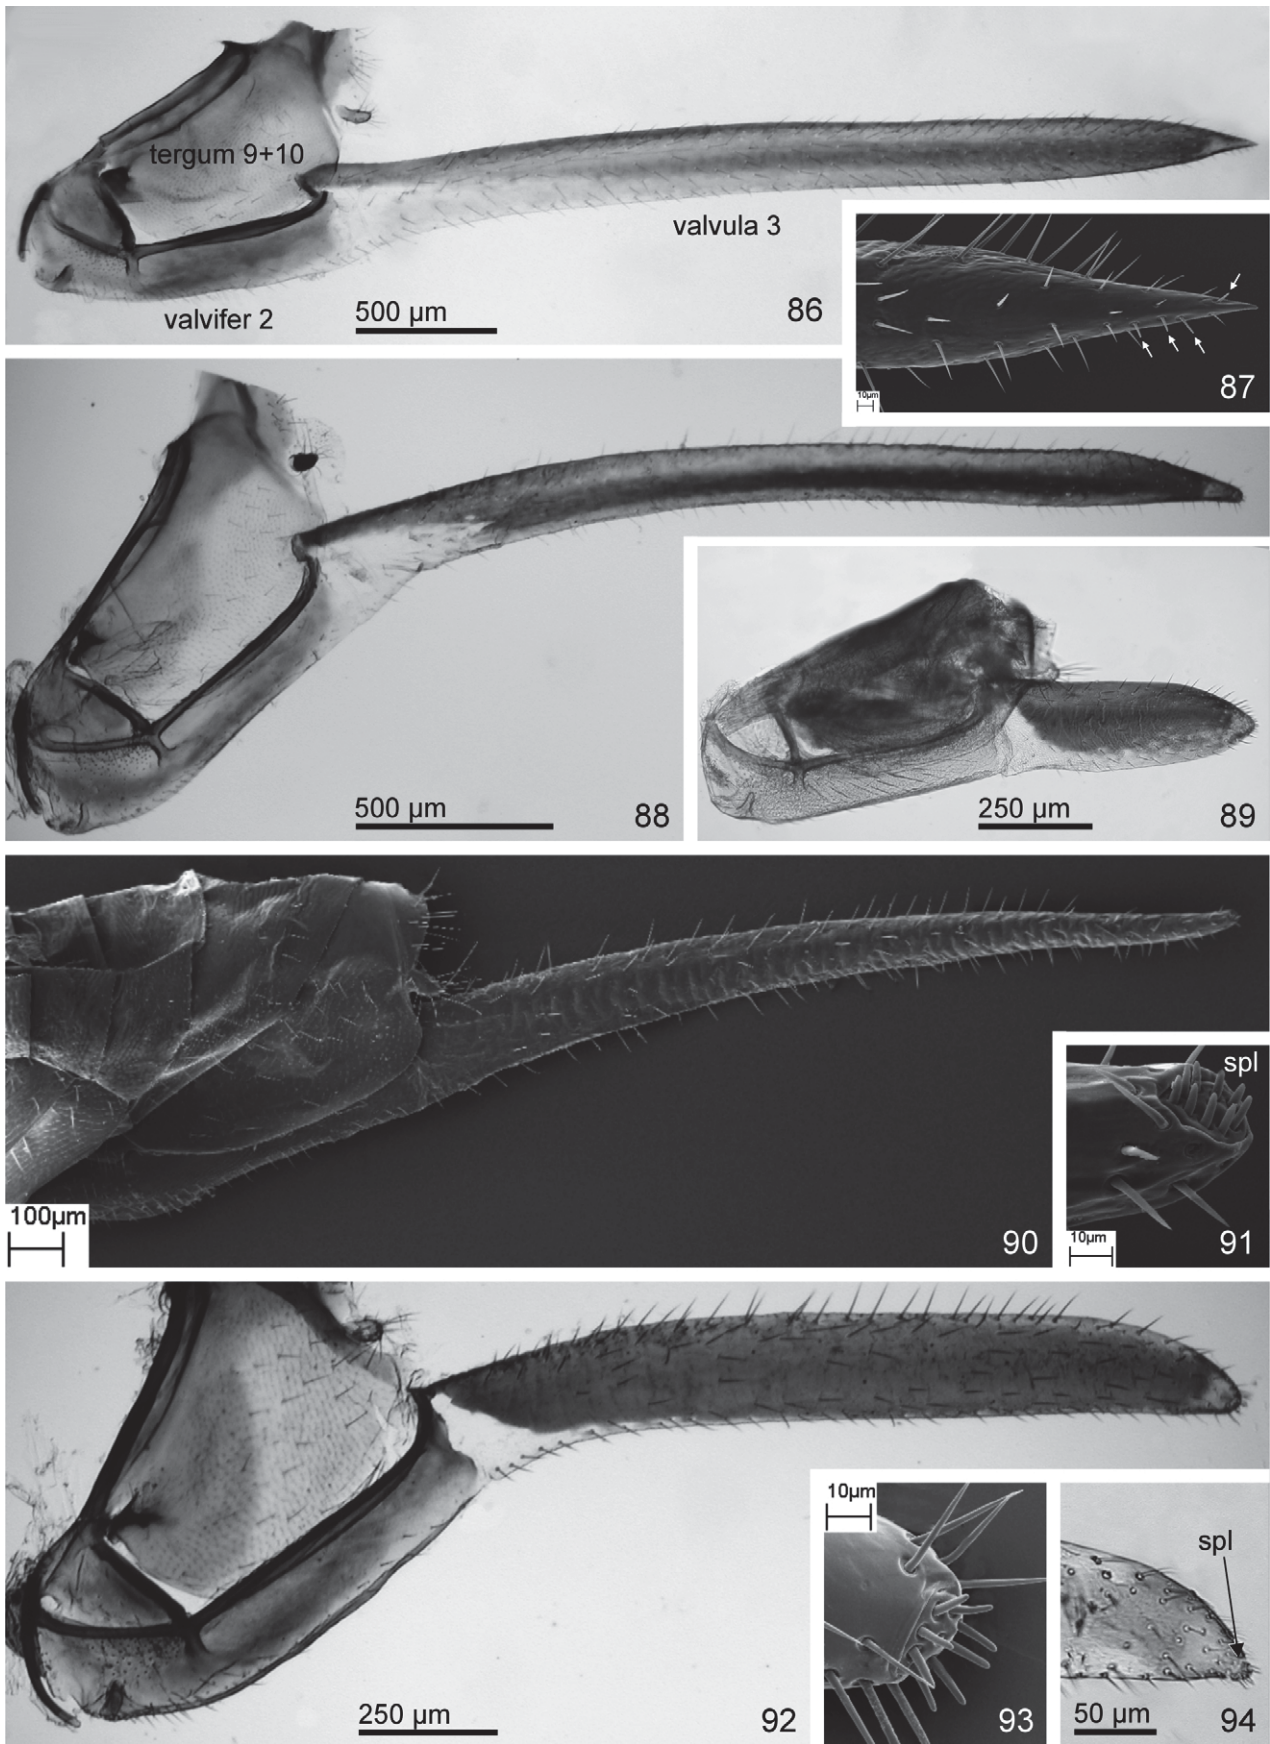 tergum 9+10
valvula 3
valvifer 2
500 µm
86
10µm
87
500 µm
88
250 µm
89
100µm
90
spl
10µm
91
250 µm
92
10µm
93
spl
50 µm
94